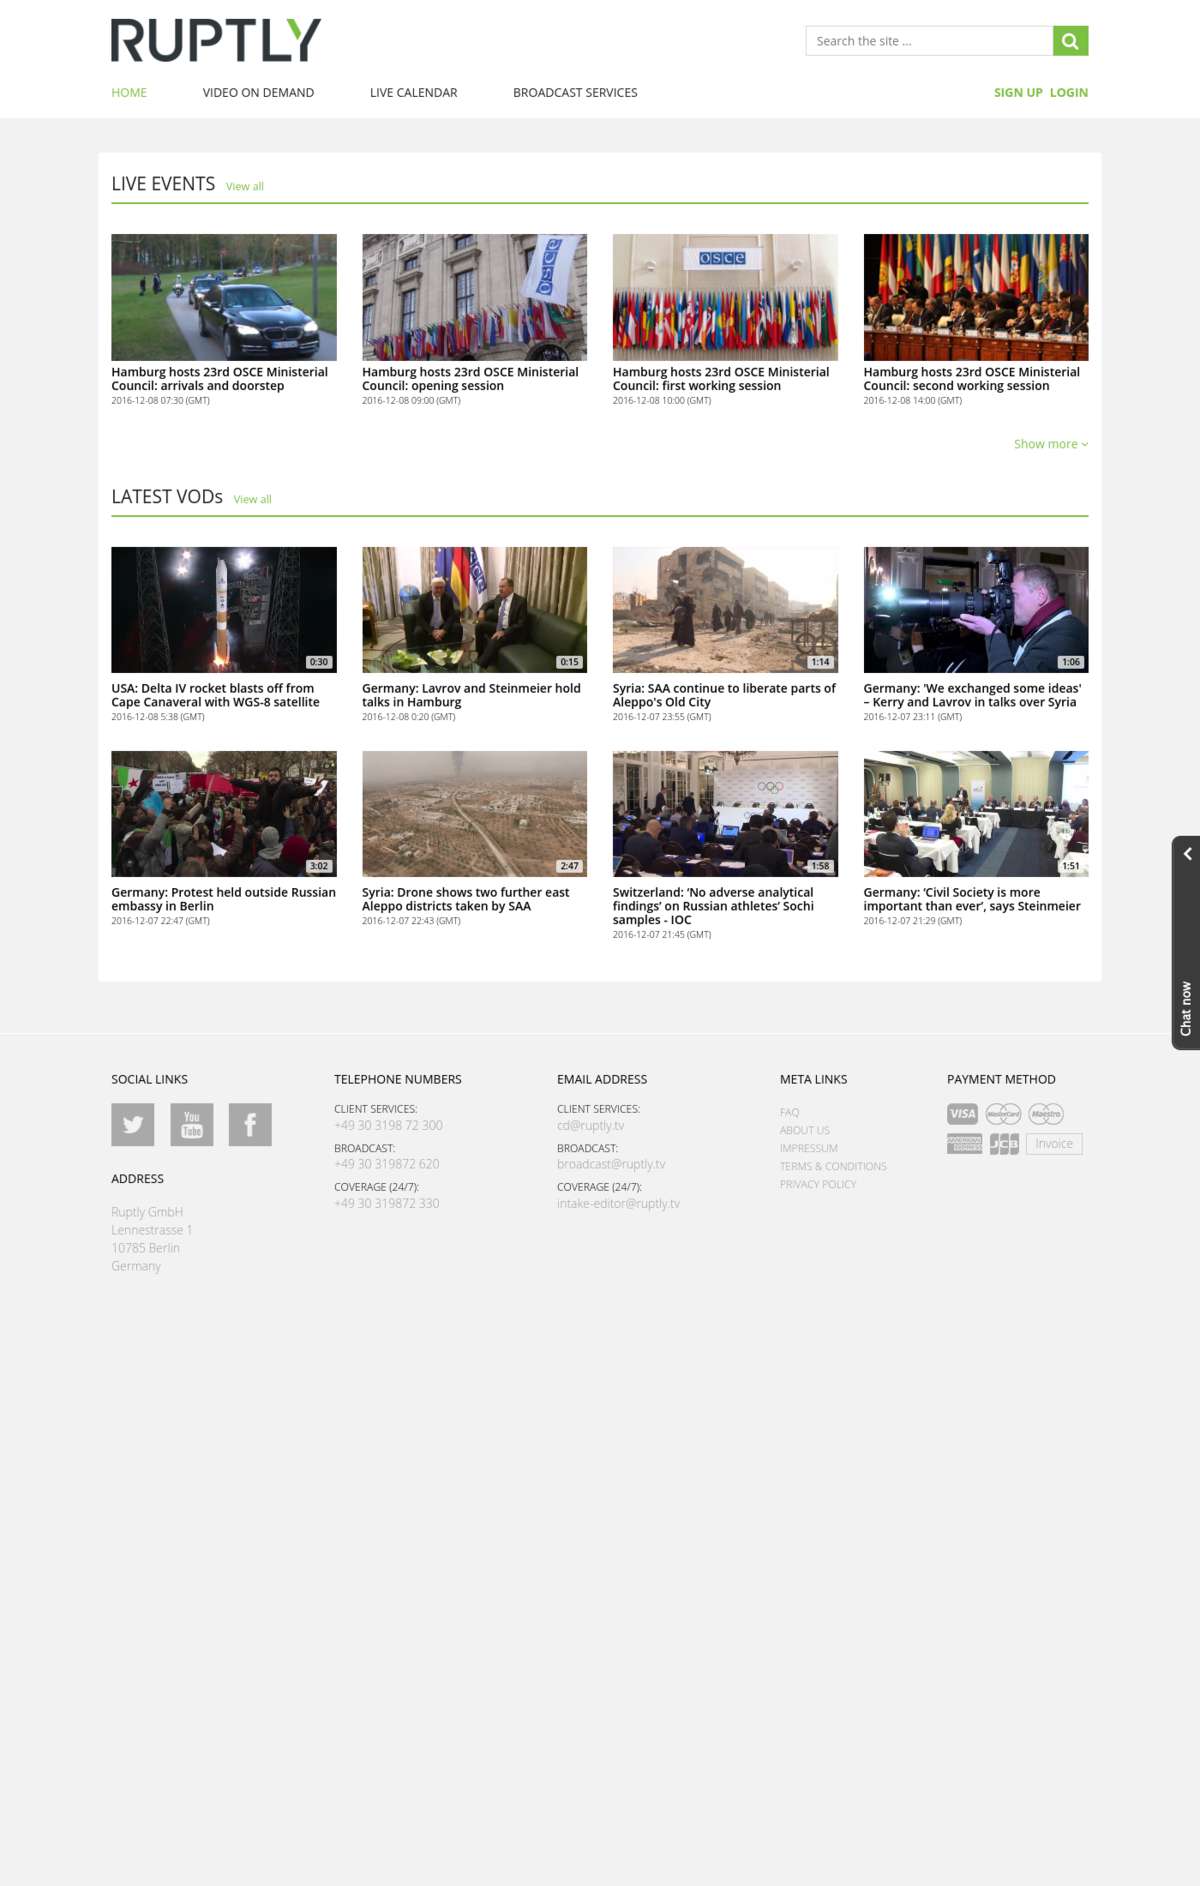 RUPTLY
Search the site ...
HOME VIDEO ON DEMAND LIVE CALENDAR BROADCAST SERVICES SIGN UP LOGIN
LIVE EVENTS View all
osce
osce
Hamburg hosts 23rd OSCE Ministerial
Council: arrivals and doorstep
2016-12-08 07:30 (GMT)
Hamburg hosts 23rd OSCE Ministerial
Council: opening session
2016-12-08 09:00 (GMT)
Hamburg hosts 23rd OSCE Ministerial
Council: first working session
2016-12-08 10:00 (GMT)
Hamburg hosts 23rd OSCE Ministerial
Council: second working session
2016-12-08 14:00 (GMT)
Show more
LATEST VODs View all
0:30
USA: Delta IV rocket blasts off from
Cape Canaveral with WGS-8 satellite
2016-12-08 5:38 (GMT)
0:15
Germany: Lavrov and Steinmeier hold
talks in Hamburg
2016-12-08 0:20 (GMT)
1:14
Syria: SAA continue to liberate parts of
Aleppo's Old City
2016-12-07 23:55 (GMT)
1:06
Germany: 'We exchanged some ideas'
– Kerry and Lavrov in talks over Syria
2016-12-07 23:11 (GMT)
3:02
Germany: Protest held outside Russian
embassy in Berlin
2016-12-07 22:47 (GMT)
2:47
Syria: Drone shows two further east
Aleppo districts taken by SAA
2016-12-07 22:43 (GMT)
1:58
Switzerland: ‘No adverse analytical
findings’ on Russian athletes’ Sochi
samples - IOC
2016-12-07 21:45 (GMT)
1:51
Germany: ‘Civil Society is more
important than ever’, says Steinmeier
2016-12-07 21:29 (GMT)
Chat now
SOCIAL LINKS
You
Tube
ADDRESS
Ruptly GmbH
Lennestrasse 1
10785 Berlin
Germany
TELEPHONE NUMBERS
CLIENT SERVICES:
+49 30 3198 72 300
BROADCAST:
+49 30 319872 620
COVERAGE (24/7):
+49 30 319872 330
EMAIL ADDRESS
CLIENT SERVICES:
cd@ruptly.tv
BROADCAST:
broadcast@ruptly.tv
COVERAGE (24/7):
intake-editor@ruptly.tv
META LINKS
FAQ
ABOUT US
IMPRESSUM
TERMS & CONDITIONS
PRIVACY POLICY
PAYMENT METHOD
VISA MasterCard Maestro
AMERICAN EXPRESS JCB Invoice